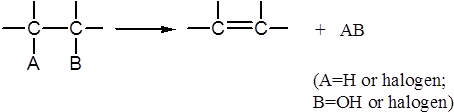 C C C C + AB
A B
(A=H or halogen;
B=OH or halogen)